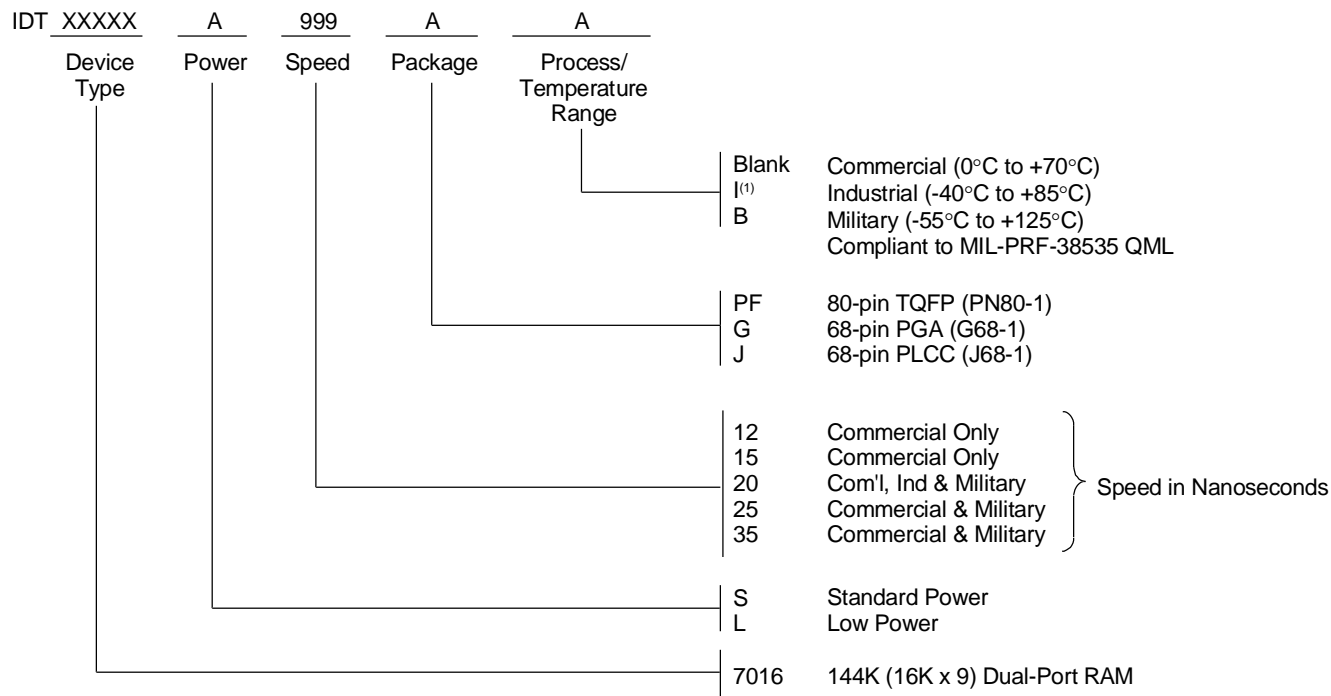 IDT XXXXX A 999 A A
Device Type
Power
Speed
Package
Process/ Temperature Range
Blank Commercial (0°C to +70°C)
I(1) Industrial (-40°C to +85°C)
B Military (-55°C to +125°C)
Compliant to MIL-PRF-38535 QML
PF 80-pin TQFP (PN80-1)
G 68-pin PGA (G68-1)
J 68-pin PLCC (J68-1)
12 Commercial Only
15 Commercial Only
20 Com'l, Ind & Military
25 Commercial & Military
35 Commercial & Military
Speed in Nanoseconds
S Standard Power
L Low Power
7016 144K (16K x 9) Dual-Port RAM